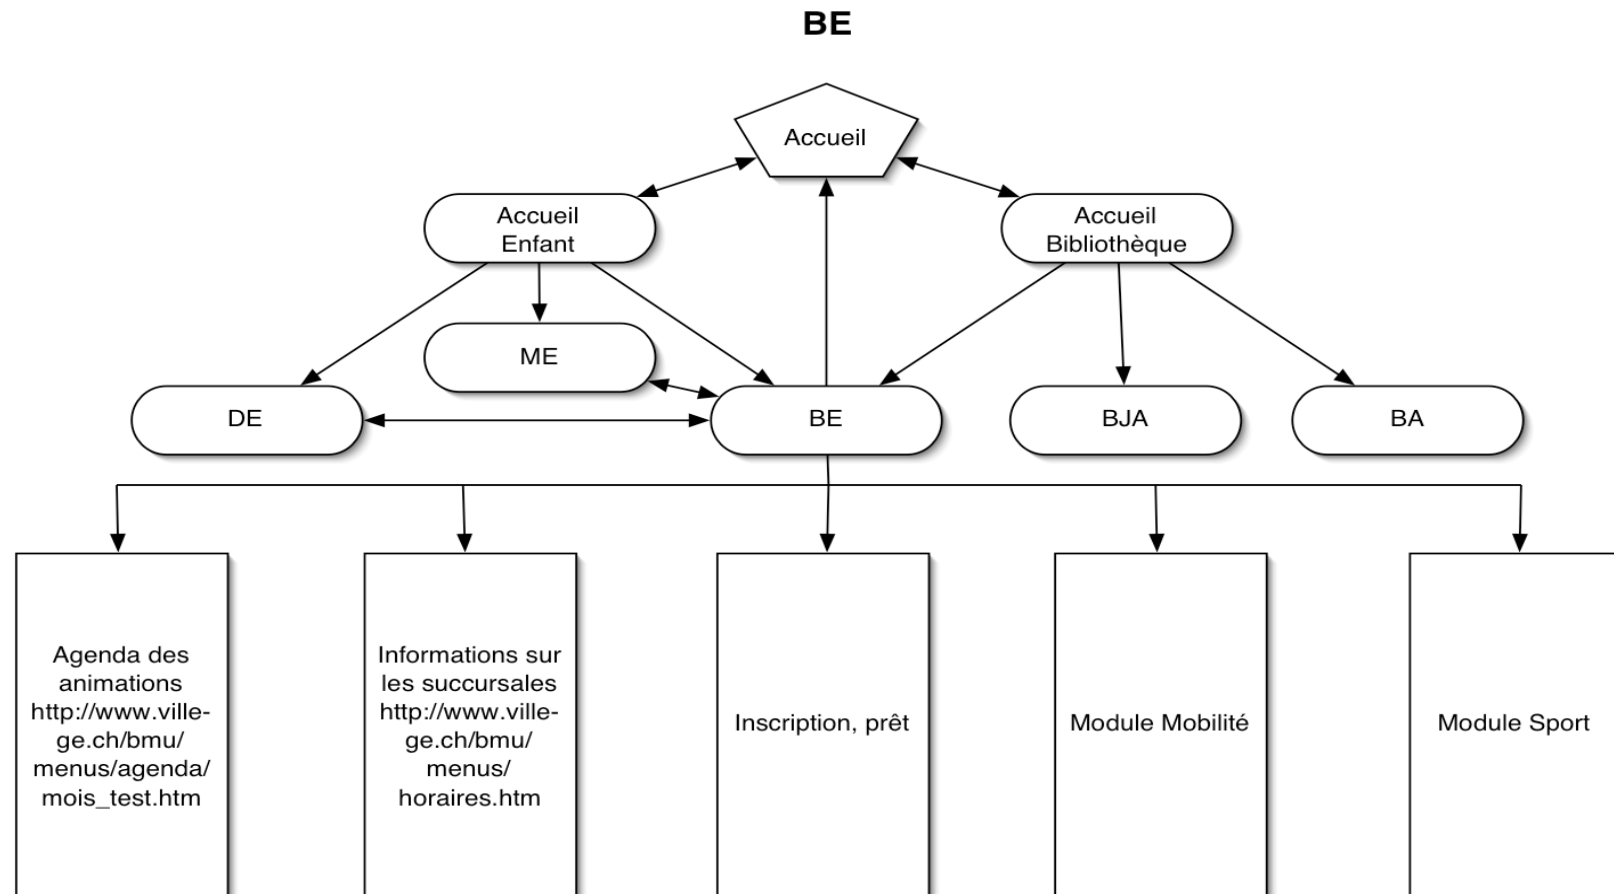 BE
Accueil
Accueil
Enfant
Accueil
Bibliothèque
ME
DE
BE
BJA
BA
Agenda des
animations
http://www.ville-
ge.ch/bmu/
menus/agenda/
mois_test.htm
Informations sur
les succursales
http://www.ville-
ge.ch/bmu/
menus/
horaires.htm
Inscription, prêt
Module Mobilité
Module Sport